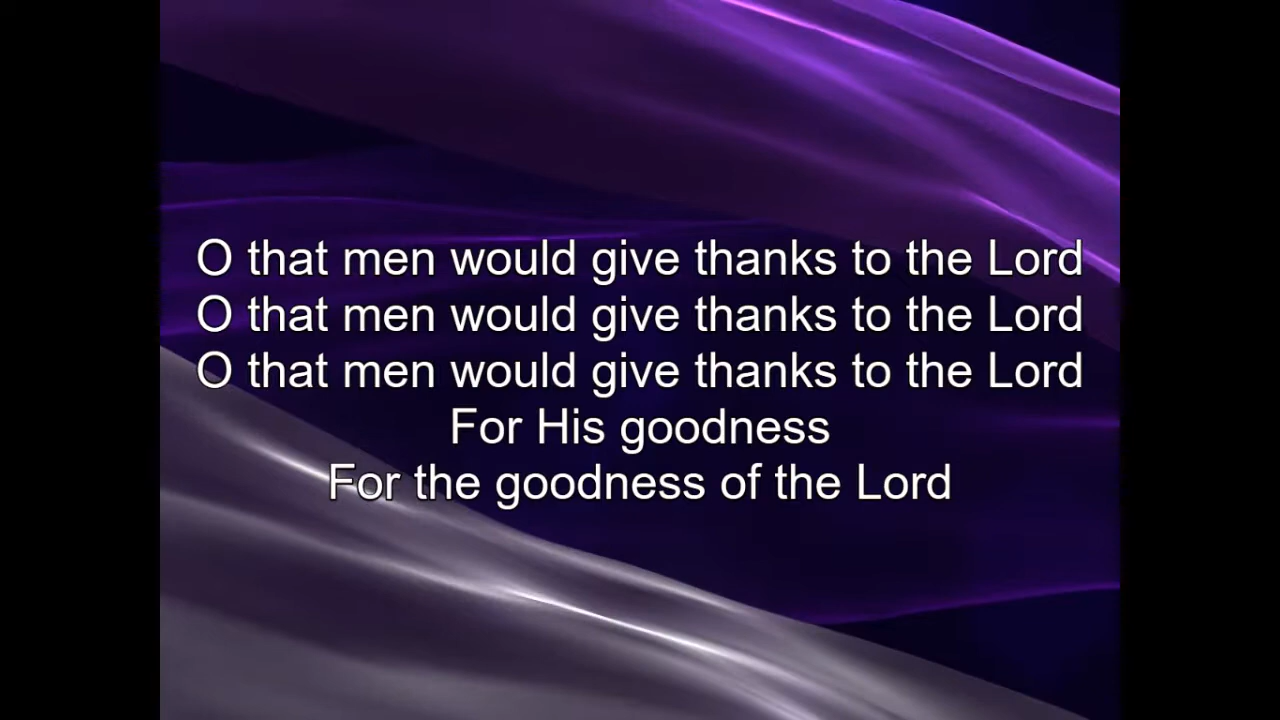 O that men would give thanks to the Lord
O that men would give thanks to the Lord
O that men would give thanks to the Lord
For His goodness
For the goodness of the Lord